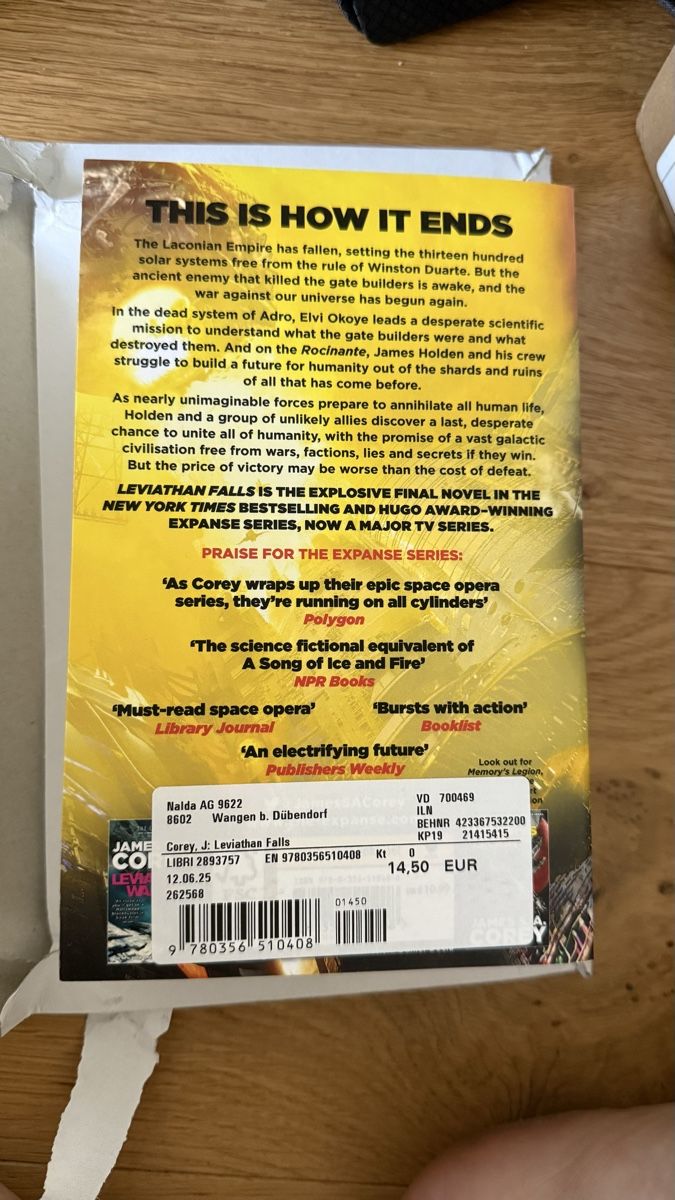 THIS IS HOW IT ENDS
The Laconian Empire has fallen, setting the thirteen hundred
solar systems free from the rule of Winston Duarte. But the
ancient enemy that killed the gate builders is awake, and the
war against our universe has begun again.
In the dead system of Adro, Elvi Okoye leads a desperate scientific
mission to understand what the gate builders were and what
destroyed them. And on the Rocinante, James Holden and his crew
struggle to build a future for humanity out of the shards and ruins
of all that has come before.
As nearly unimaginable forces prepare to annihilate all human life,
Holden and a group of unlikely allies discover a last, desperate
chance to unite all of humanity, with the promise of a vast galactic
civilisation free from wars, factions, lies and secrets if they win.
But the price of victory may be worse than the cost of defeat.
LEVIATHAN FALLS IS THE EXPLOSIVE FINAL NOVEL IN THE
NEW YORK TIMES BESTSELLING AND HUGO AWARD-WINNING
EXPANSE SERIES, NOW A MAJOR TV SERIES.
PRAISE FOR THE EXPANSE SERIES:
‘As Corey wraps up their epic space opera
series, they’re running on all cylinders’
Polygon
‘The science fictional equivalent of
A Song of Ice and Fire’
NPR Books
‘Must-read space opera’
Library Journal
‘Bursts with action’
Booklist
‘An electrifying future’
Publishers Weekly
Look out for
Memory's Legion,
Nalda AG 9622
8602 Wangen b. Dübendorf
VD 700469
ILN
BEHNR 423367532200
KP19 21415415
Corey, J: Leviathan Falls
LIBRI 2893757 EN 9780356510408 Kt 0
12.06.25
14,50 EUR
262568
01450
9 780356 510408
COREY